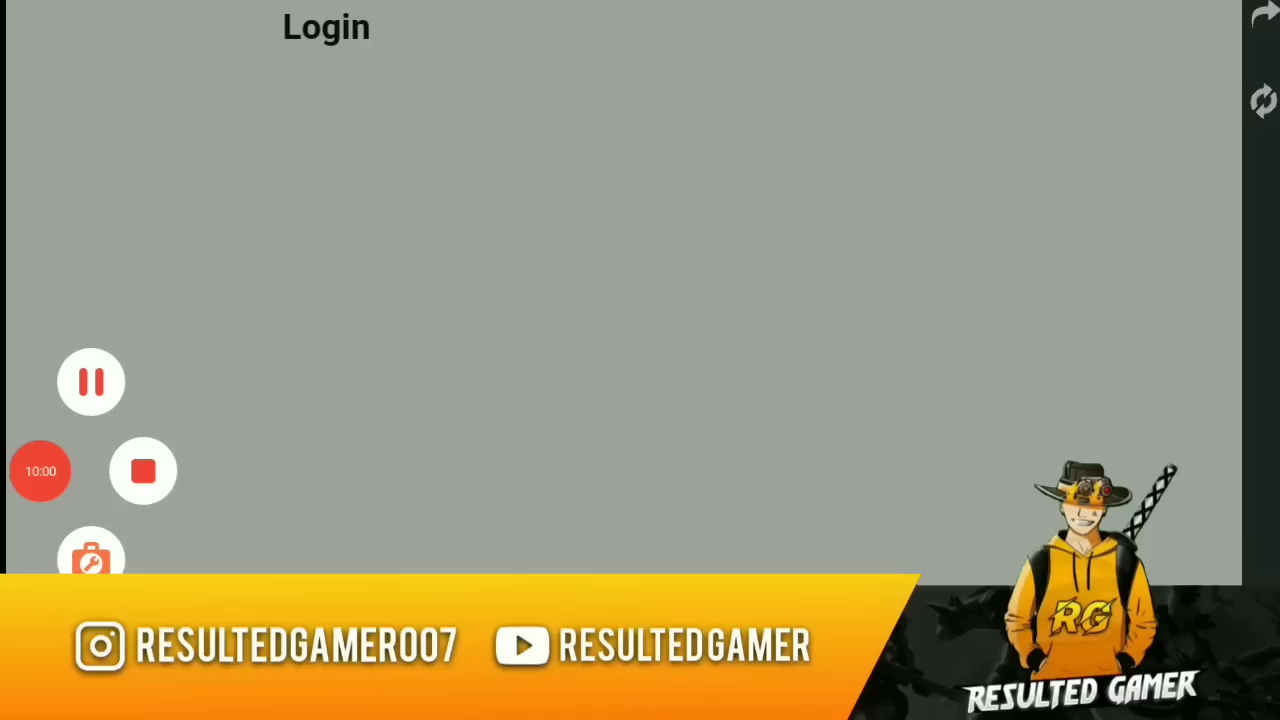 Login
10:00
RESULTEDGAMER007
RESULTEDGAMER
RG
RESULTED GAMER